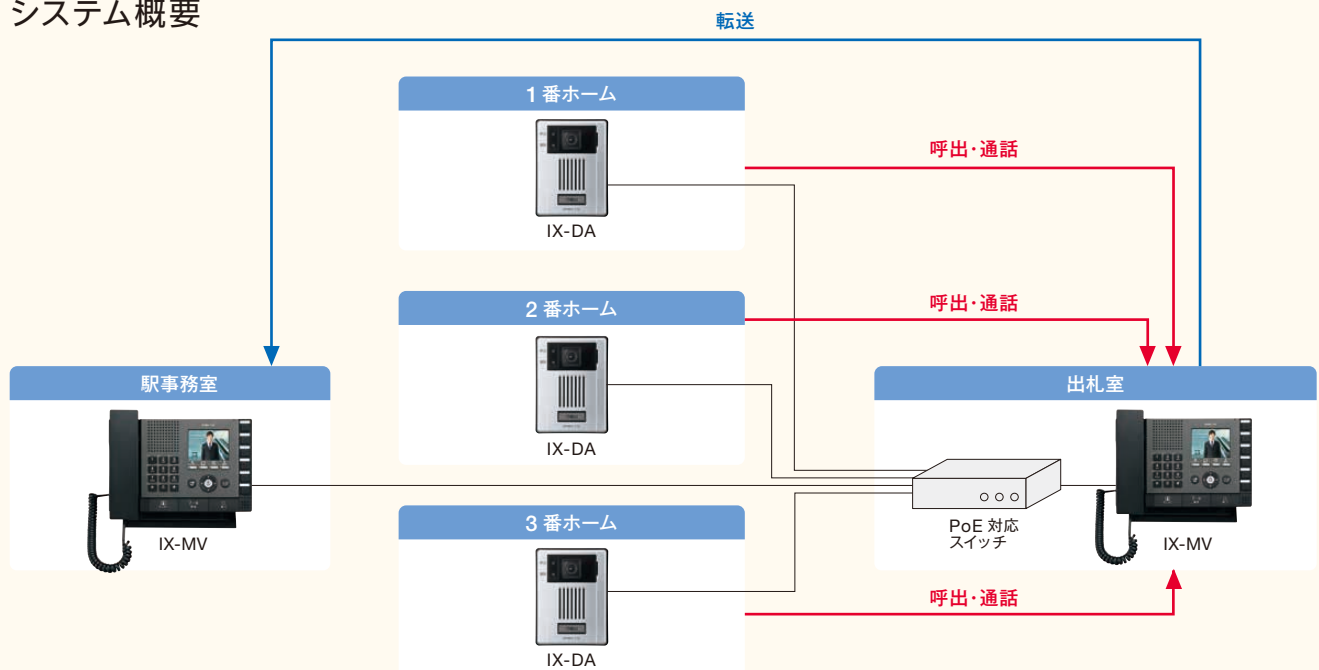 システム概要
転送
1 番ホーム
IX-DA
呼出・通話
2 番ホーム
IX-DA
呼出・通話
駅事務室
IX-MV
出札室
PoE 対応
スイッチ
IX-MV
3 番ホーム
IX-DA
呼出・通話